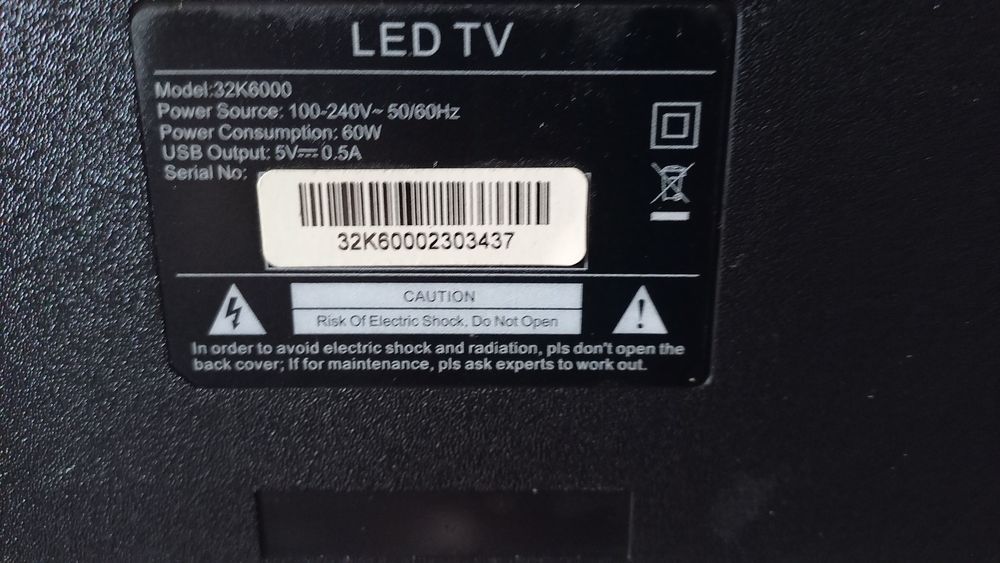 LED TV
Model:32K6000
Power Source: 100-240V~ 50/60Hz
Power Consumption: 60W
USB Output: 5V⎓0.5A
Serial No:
32K60002303437
CAUTION
Risk Of Electric Shock, Do Not Open
In order to avoid electric shock and radiation, pls don't open the
back cover; If for maintenance, pls ask experts to work out.